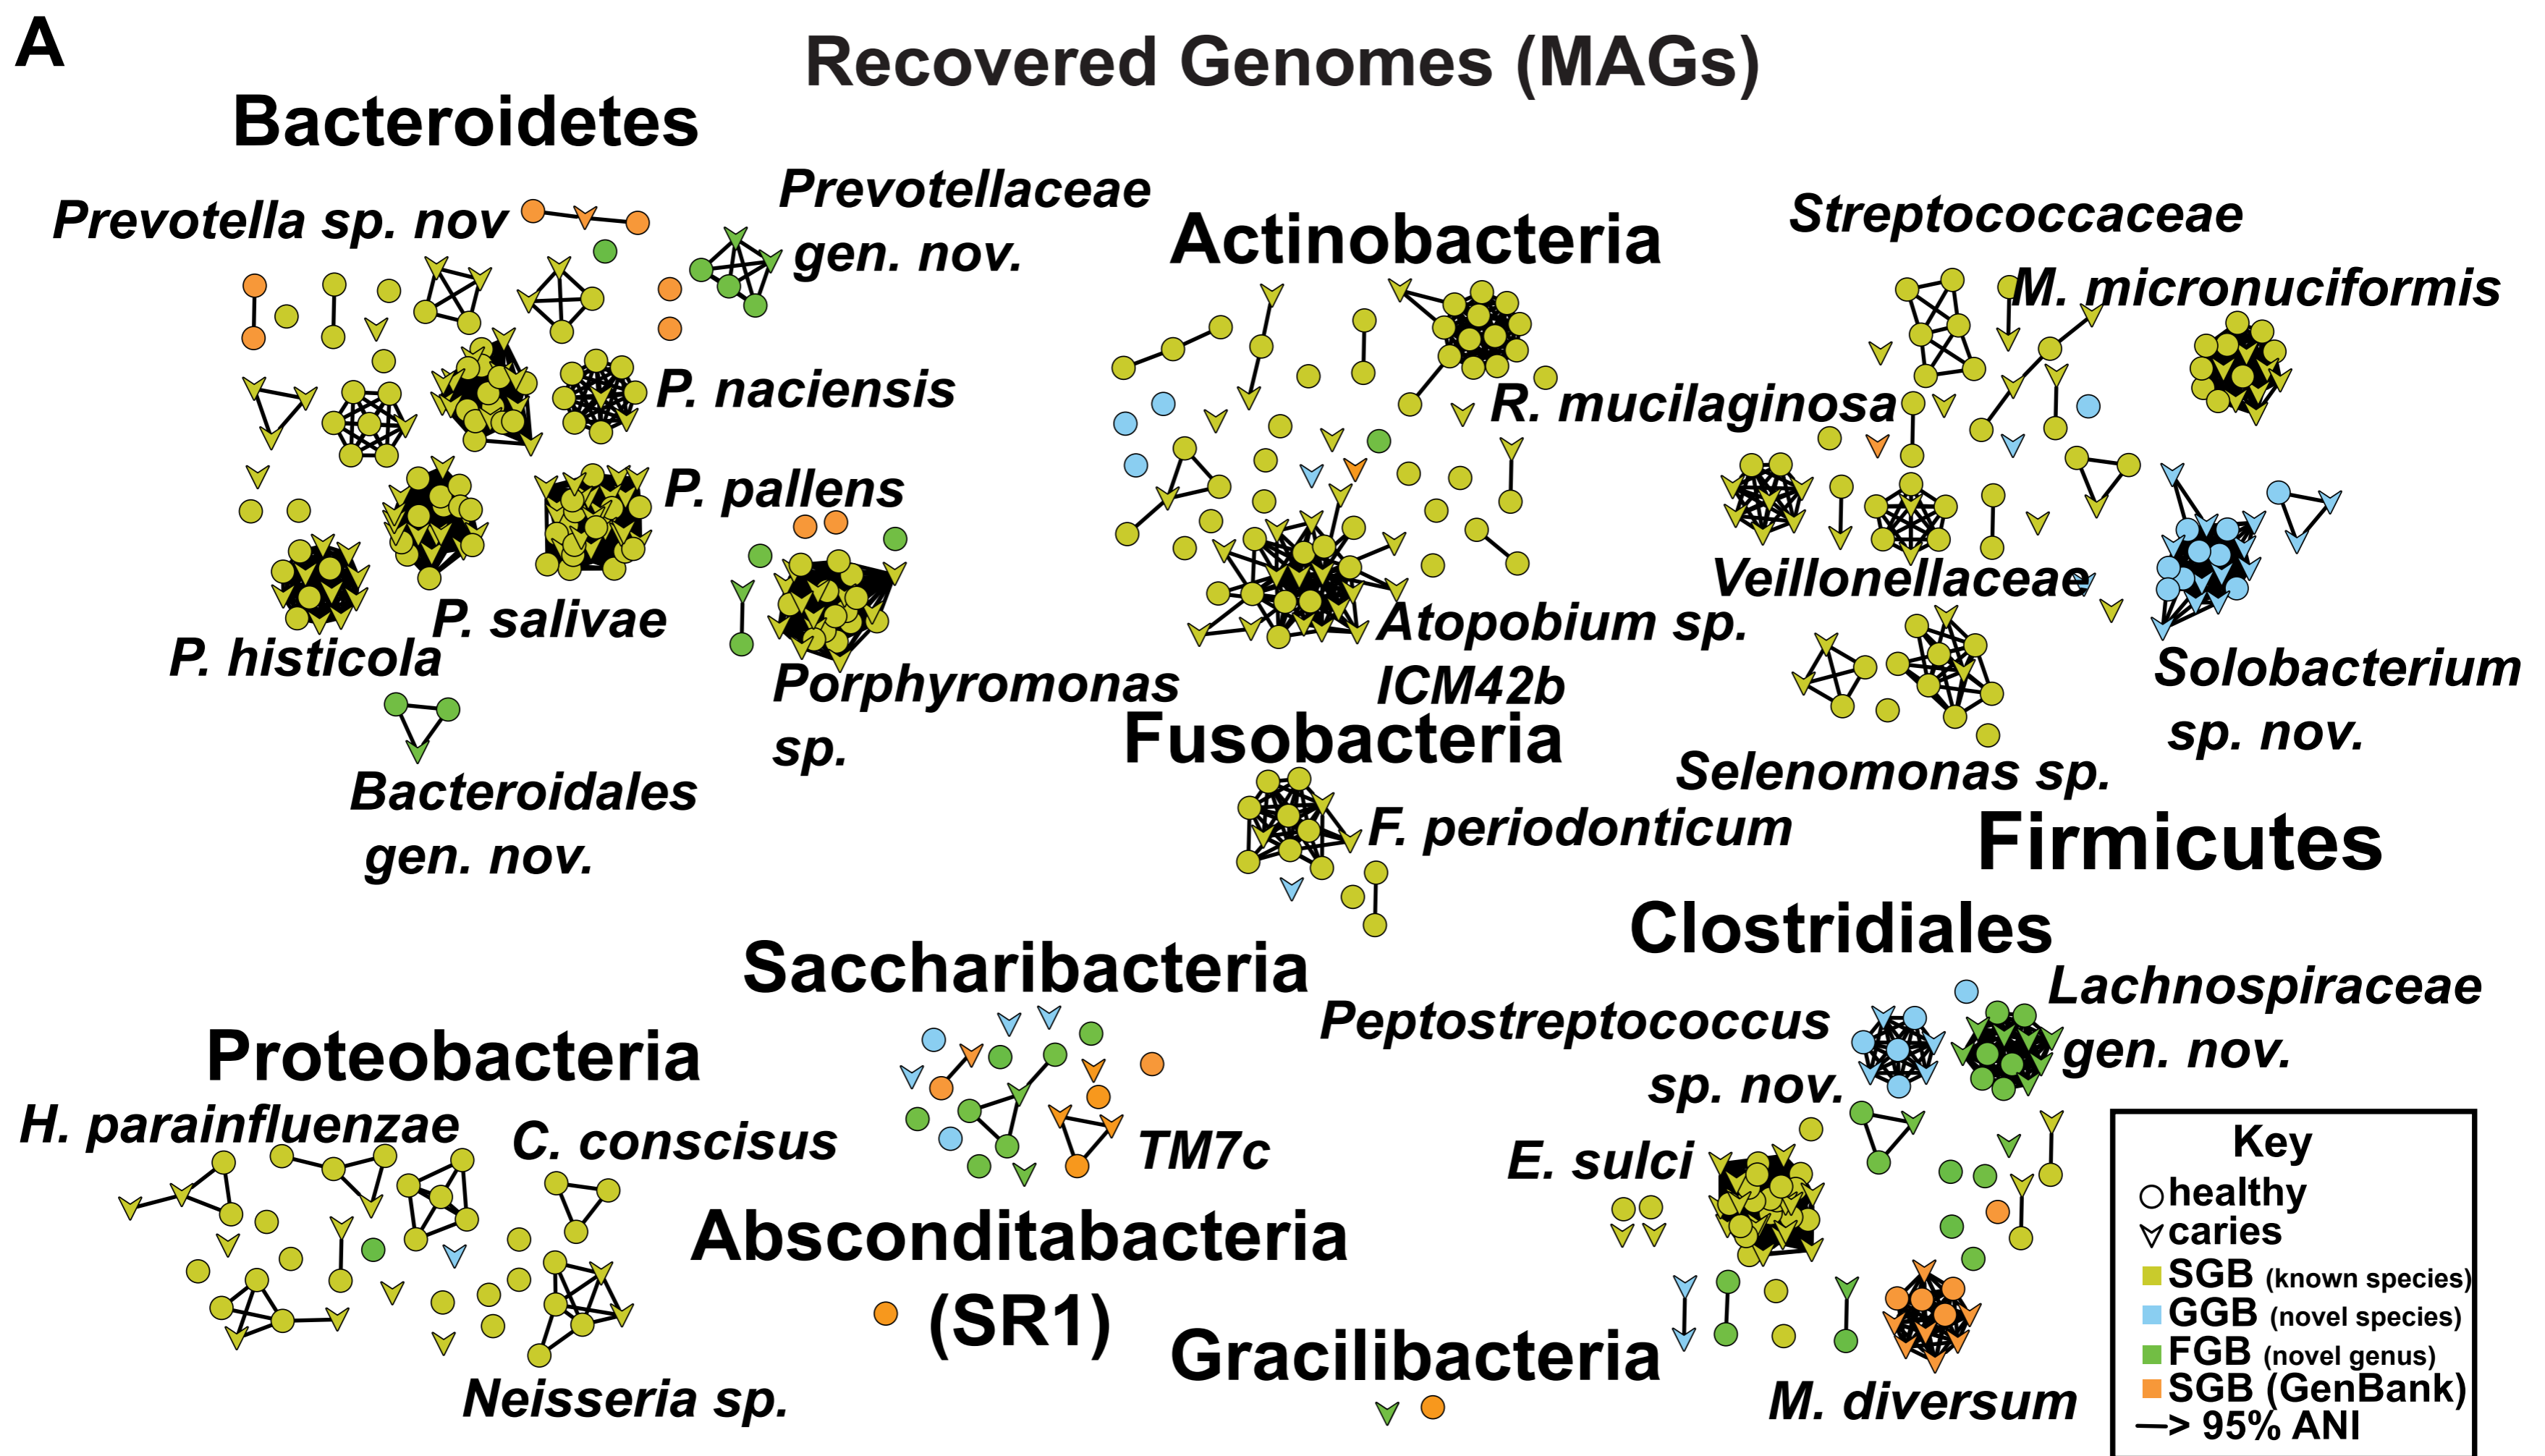 A
Recovered Genomes (MAGs)
Bacteroidetes
Prevotella sp. nov
Prevotellaceae
gen. nov.
P. naciensis
P. pallens
P. salivae
P. histicola
Porphyromonas
sp.
Bacteroidales
gen. nov.
Actinobacteria
R. mucilaginosa
Atopobium sp.
ICM42b
Streptococcaceae
M. micronuciformis
Veillonellaceae
Solobacterium
sp. nov.
Selenomonas sp.
Firmicutes
Fusobacteria
F. periodonticum
Clostridiales
Peptostreptococcus
sp. nov.
Lachnospiraceae
gen. nov.
E. sulci
M. diversum
Saccharibacteria
TM7c
Proteobacteria
H. parainfluenzae
C. conscisus
Neisseria sp.
Absconditabacteria
(SR1)
Gracilibacteria
Key
healthy
caries
SGB (known species)
GGB (novel species)
FGB (novel genus)
SGB (GenBank)
> 95% ANI